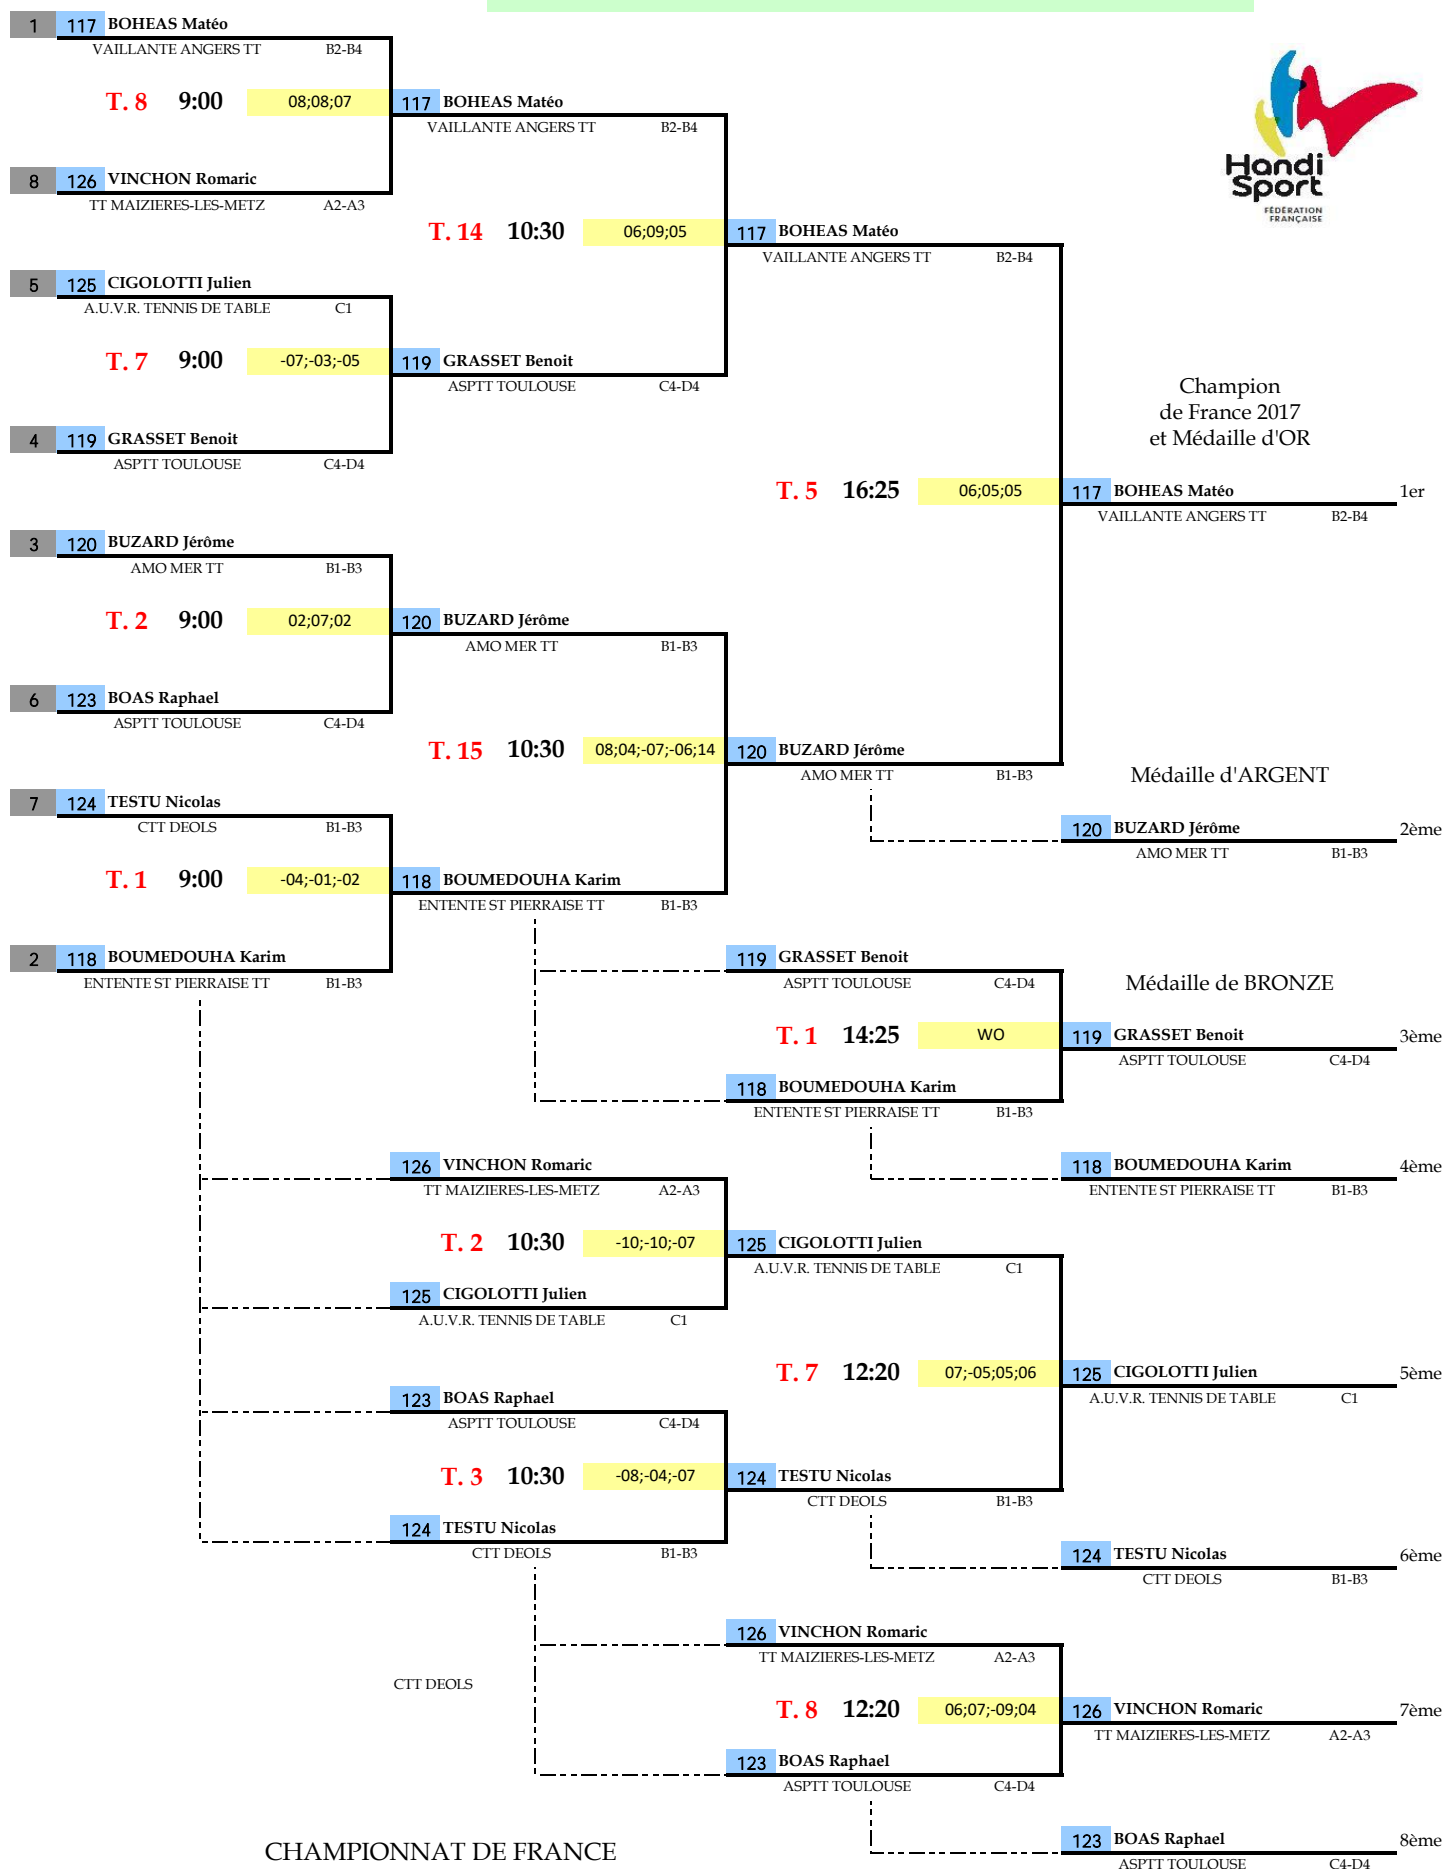 1 117 BOHEAS Matéo
VAILLANTE ANGERS TT B2-B4
T. 8 9:00 08;08;07 117 BOHEAS Matéo
VAILLANTE ANGERS TT B2-B4
Handi
Sport
FÉDÉRATION
FRANÇAISE
8 126 VINCHON Romaric
TT MAIZIERES-LES-METZ A2-A3
T. 14 10:30 06;09;05 117 BOHEAS Matéo
VAILLANTE ANGERS TT B2-B4
5 125 CIGOLOTTI Julien
A.U.V.R. TENNIS DE TABLE C1
T. 7 9:00 -07;-03;-05 119 GRASSET Benoit
ASPTT TOULOUSE C4-D4
Champion
de France 2017
et Médaille d'OR
4 119 GRASSET Benoit
ASPTT TOULOUSE C4-D4
T. 5 16:25 06;05;05 117 BOHEAS Matéo 1er
VAILLANTE ANGERS TT B2-B4
3 120 BUZARD Jérôme
AMO MER TT B1-B3
T. 2 9:00 02;07;02 120 BUZARD Jérôme
AMO MER TT B1-B3
6 123 BOAS Raphael
ASPTT TOULOUSE C4-D4
T. 15 10:30 08;04;-07;-06;14 120 BUZARD Jérôme
AMO MER TT B1-B3
Médaille d'ARGENT
7 124 TESTU Nicolas
CTT DEOLS B1-B3
120 BUZARD Jérôme 2ème
AMO MER TT B1-B3
T. 1 9:00 -04;-01;-02 118 BOUMEDOUHA Karim
ENTENTE ST PIERRAISE TT B1-B3
2 118 BOUMEDOUHA Karim
ENTENTE ST PIERRAISE TT B1-B3
119 GRASSET Benoit
ASPTT TOULOUSE C4-D4
Médaille de BRONZE
T. 1 14:25 WO 119 GRASSET Benoit 3ème
ASPTT TOULOUSE C4-D4
118 BOUMEDOUHA Karim
ENTENTE ST PIERRAISE TT B1-B3
126 VINCHON Romaric
TT MAIZIERES-LES-METZ A2-A3
118 BOUMEDOUHA Karim 4ème
ENTENTE ST PIERRAISE TT B1-B3
T. 2 10:30 -10;-10;-07 125 CIGOLOTTI Julien
A.U.V.R. TENNIS DE TABLE C1
125 CIGOLOTTI Julien
A.U.V.R. TENNIS DE TABLE C1
T. 7 12:20 07;-05;05;06 125 CIGOLOTTI Julien 5ème
A.U.V.R. TENNIS DE TABLE C1
123 BOAS Raphael
ASPTT TOULOUSE C4-D4
T. 3 10:30 -08;-04;-07 124 TESTU Nicolas
CTT DEOLS B1-B3
124 TESTU Nicolas
CTT DEOLS B1-B3
124 TESTU Nicolas 6ème
CTT DEOLS B1-B3
126 VINCHON Romaric
TT MAIZIERES-LES-METZ A2-A3
CTT DEOLS
T. 8 12:20 06;07;-09;04 126 VINCHON Romaric 7ème
TT MAIZIERES-LES-METZ A2-A3
123 BOAS Raphael
ASPTT TOULOUSE C4-D4
CHAMPIONNAT DE FRANCE
123 BOAS Raphael 8ème
ASPTT TOULOUSE C4-D4